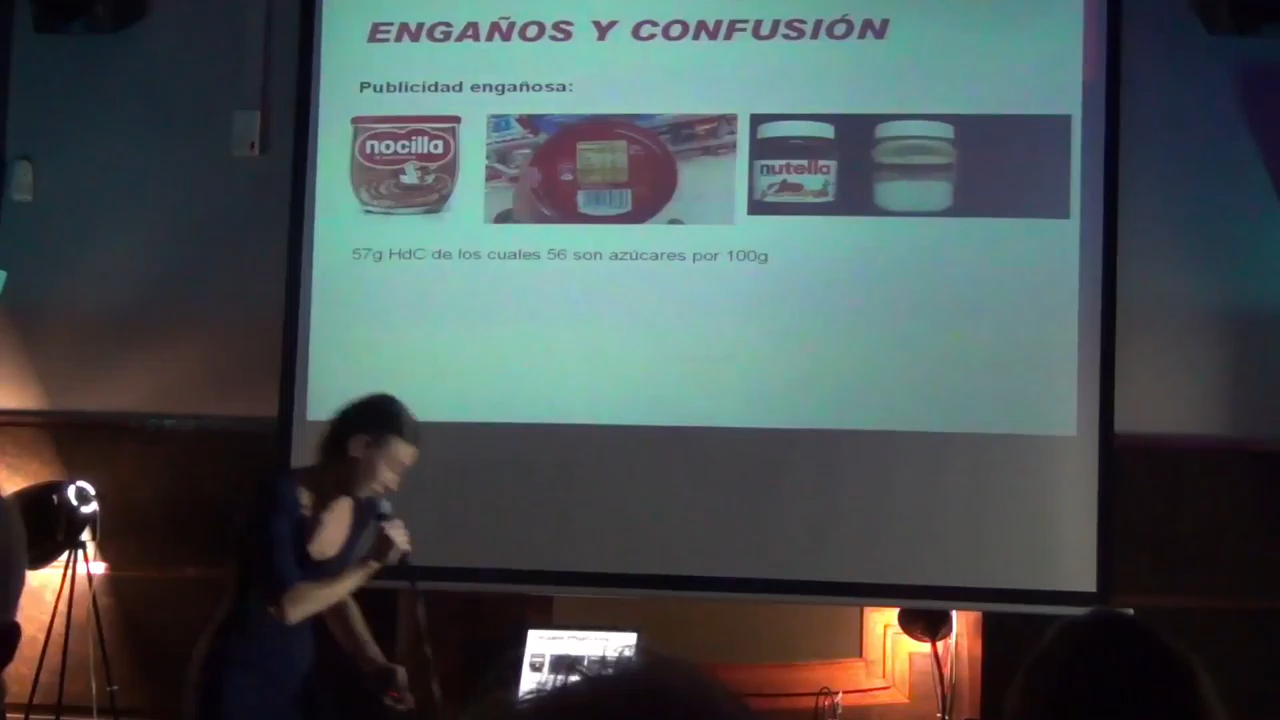 ENGAÑOS Y CONFUSIÓN
Publicidad engañosa:
nocilla
nutella
57g HdC de los cuales 56 son azúcares por 100g